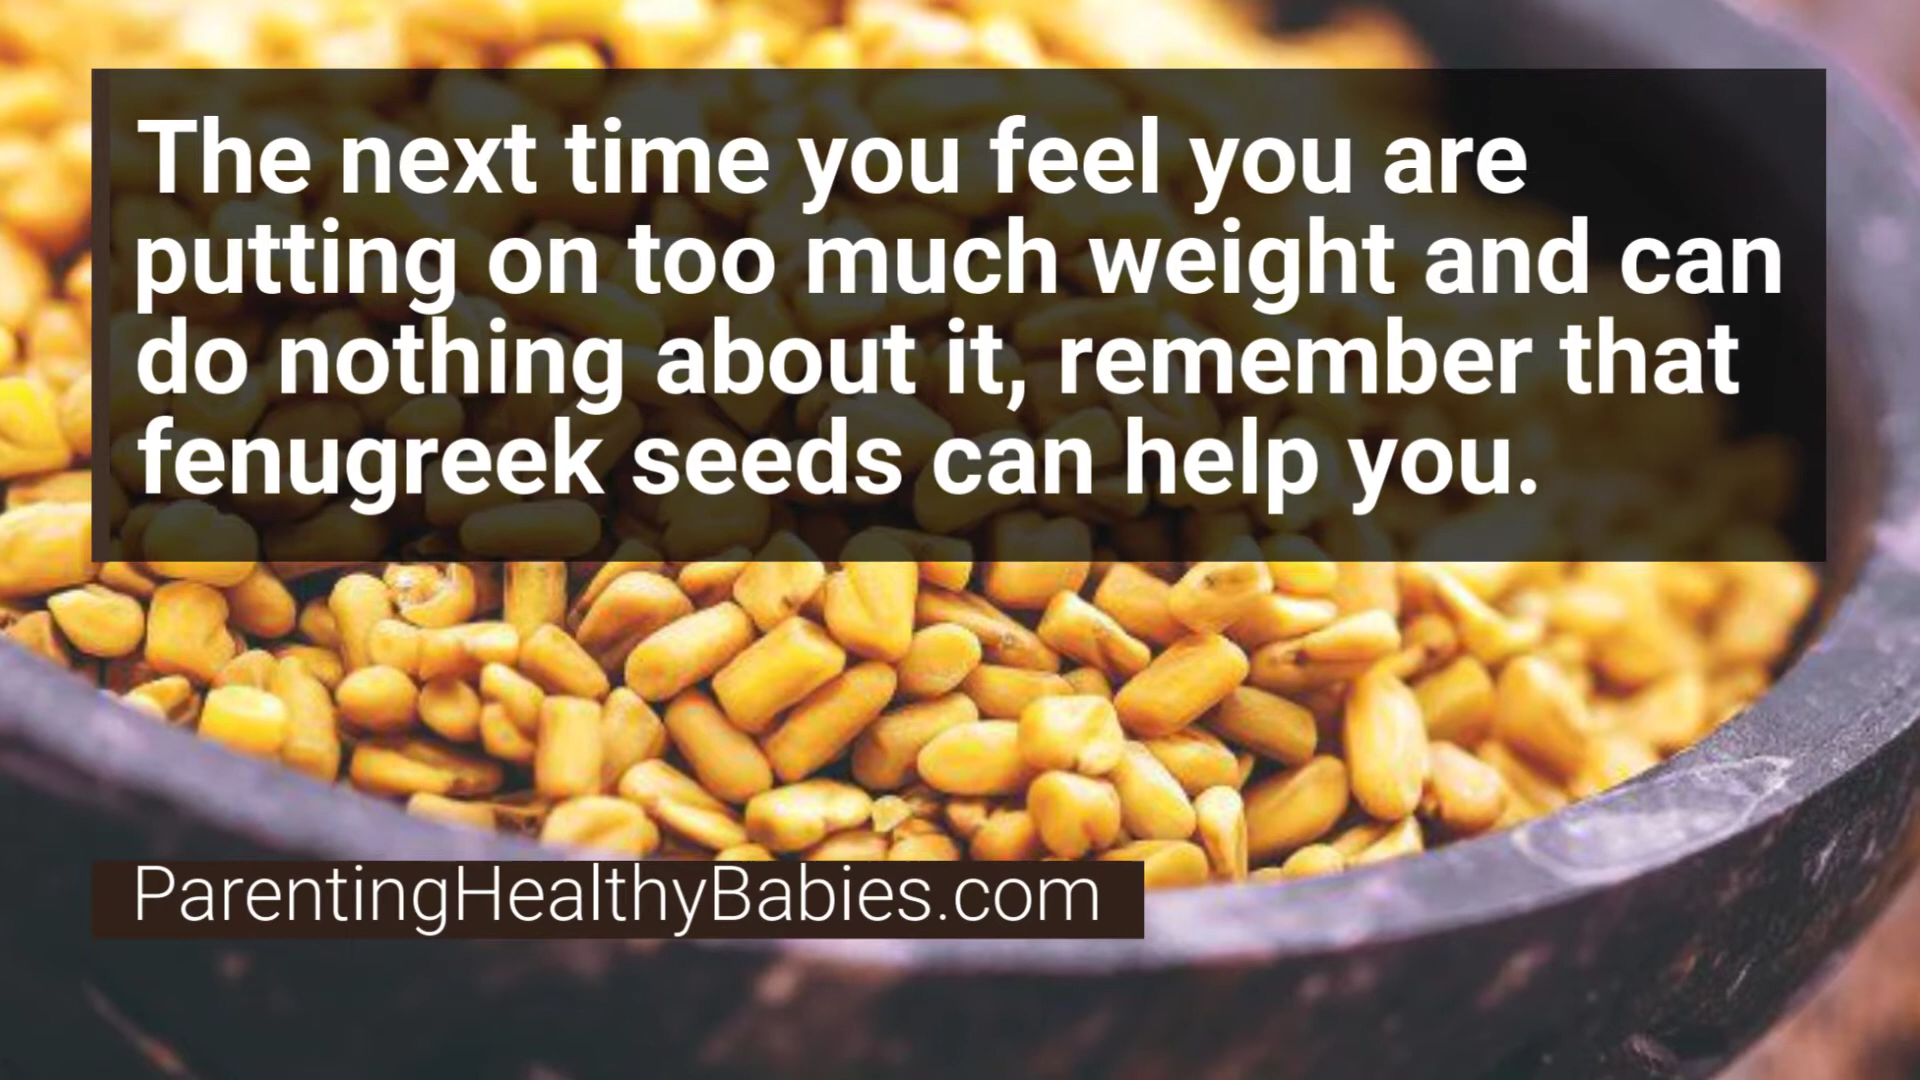 The next time you feel you are
putting on too much weight and can
do nothing about it, remember that
fenugreek seeds can help you.
ParentingHealthyBabies.com